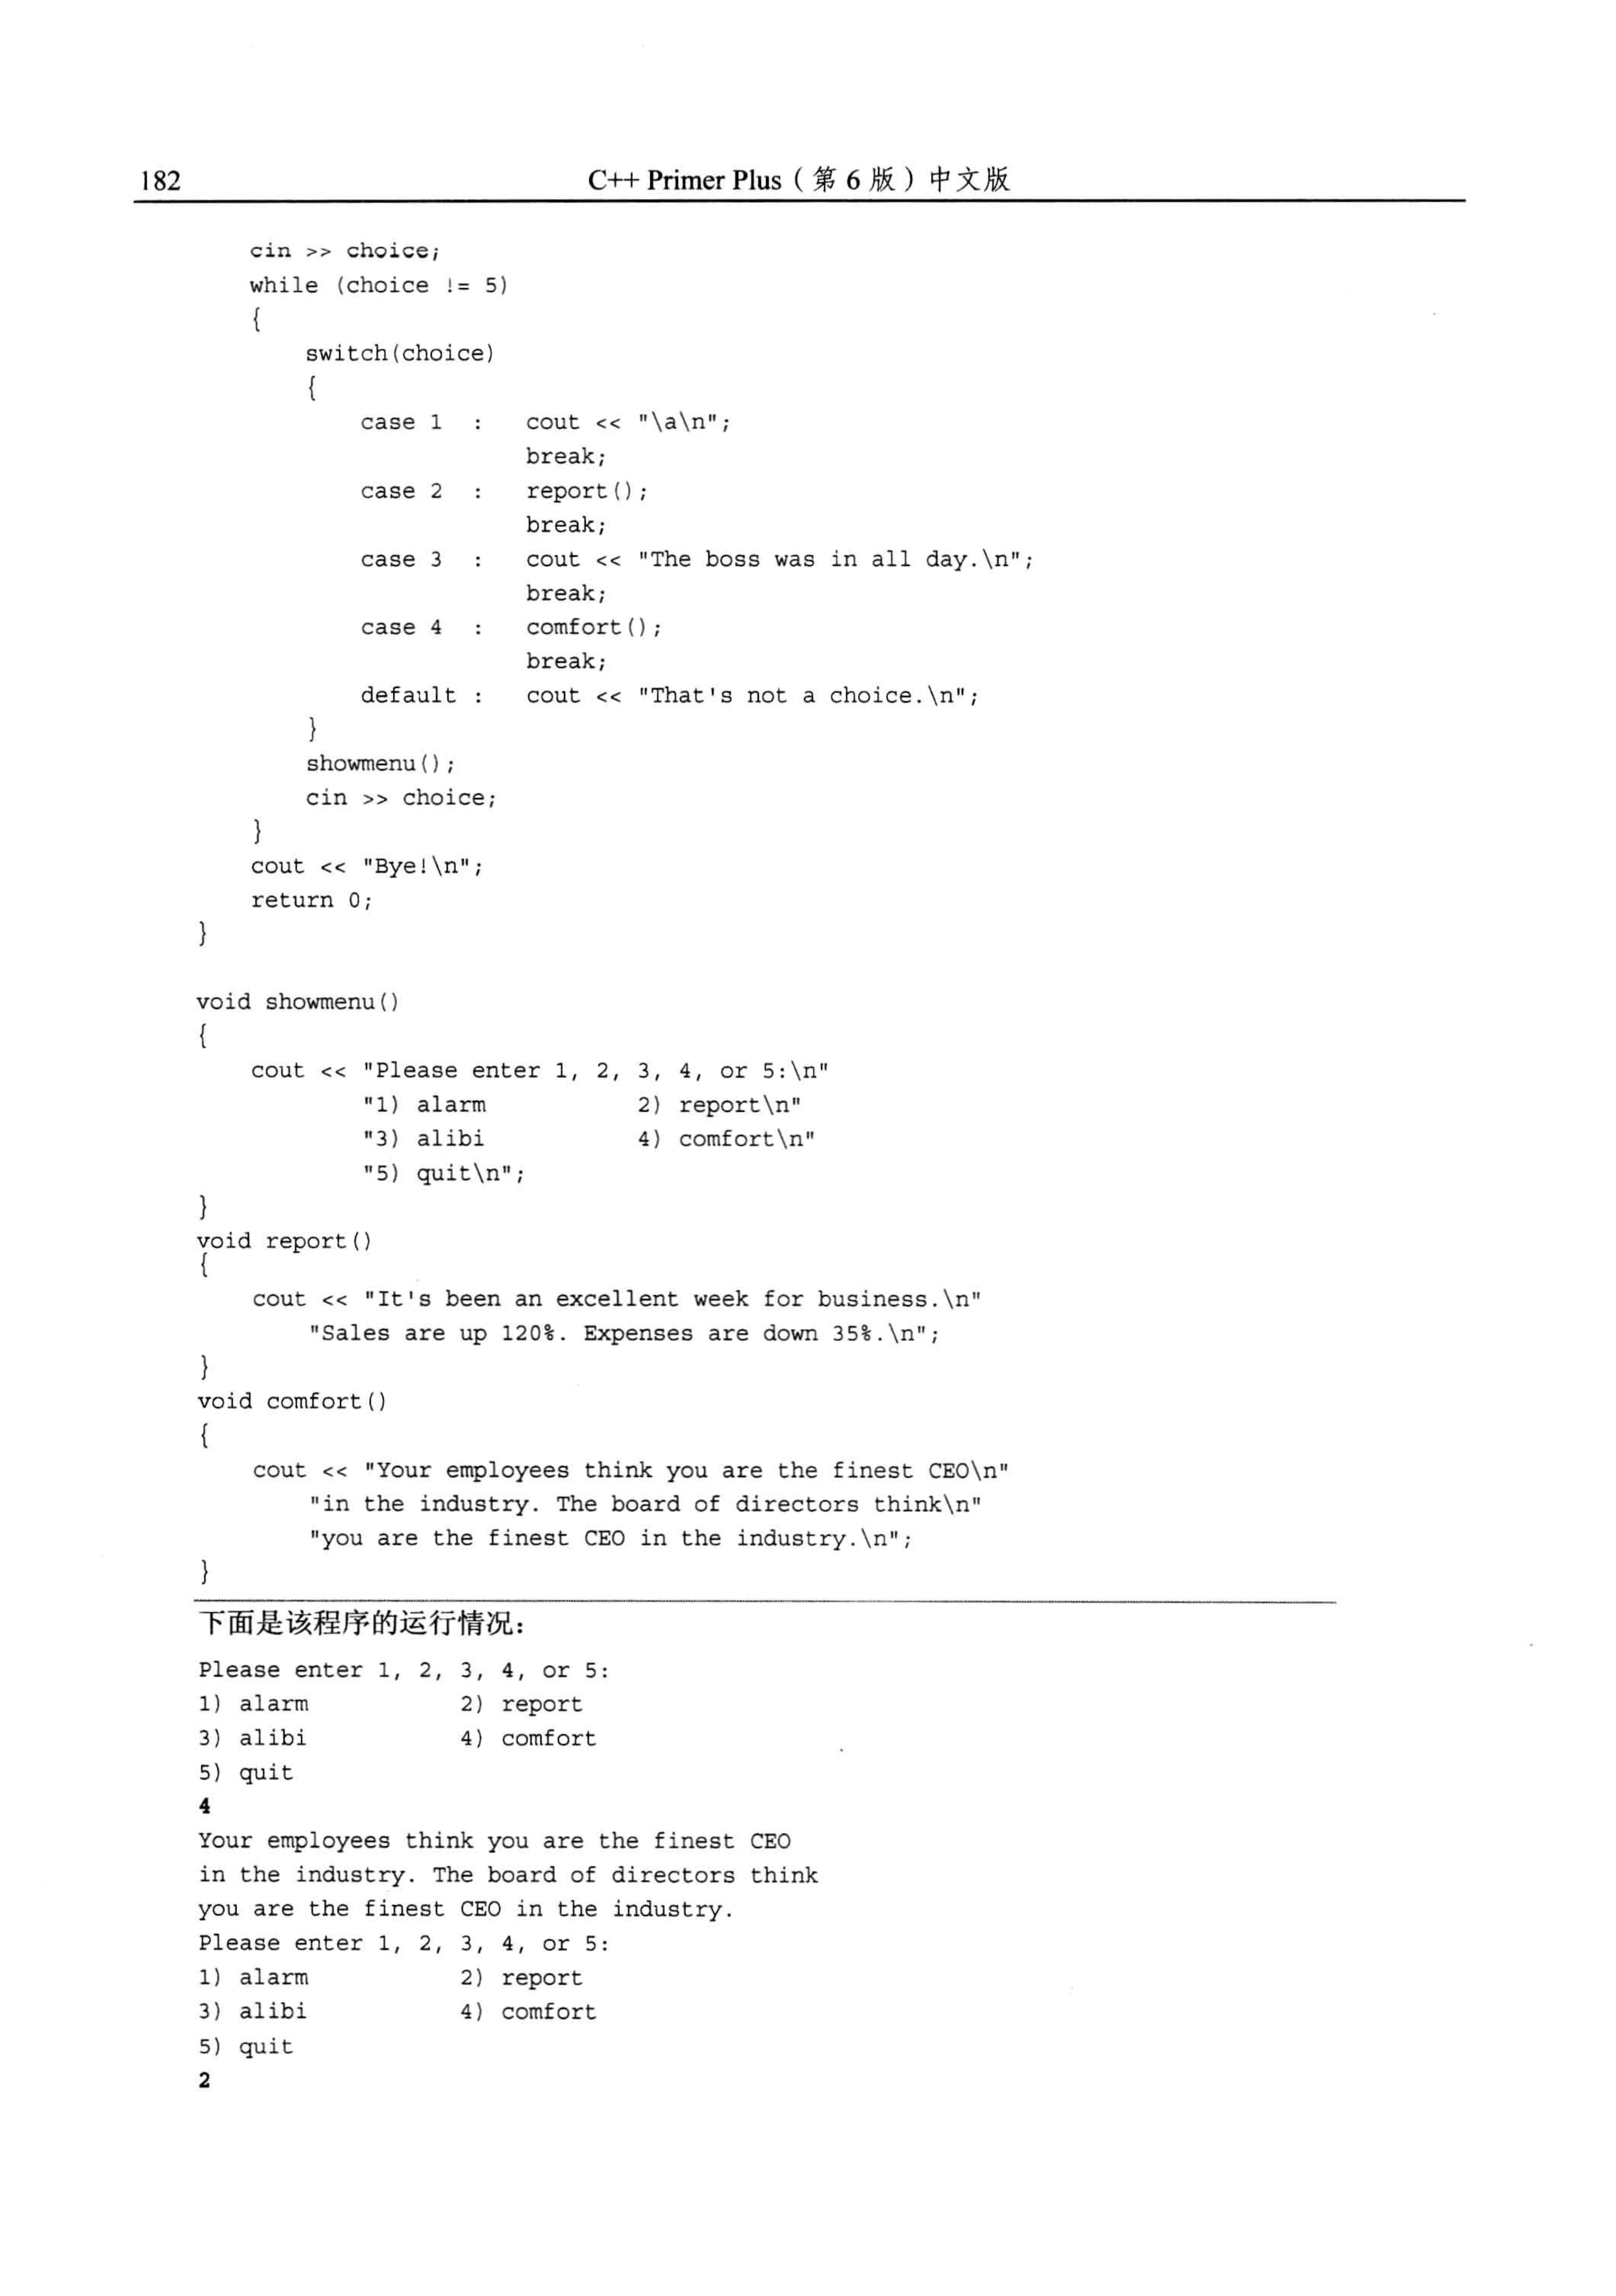 182
C++ Primer Plus（第 6 版）中文版
cin >> choice;
while (choice != 5)
{
switch(choice)
{
case 1 : cout << "\a\n";
break;
case 2 : report();
break;
case 3 : cout << "The boss was in all day.\n";
break;
case 4 : comfort();
break;
default : cout << "That's not a choice.\n";
}
showmenu();
cin >> choice;
}
cout << "Bye!\n";
return 0;
}
void showmenu()
{
cout << "Please enter 1, 2, 3, 4, or 5:\n"
"1) alarm 2) report\n"
"3) alibi 4) comfort\n"
"5) quit\n";
}
void report()
{
cout << "It's been an excellent week for business.\n"
"Sales are up 120%. Expenses are down 35%.\n";
}
void comfort()
{
cout << "Your employees think you are the finest CEO\n"
"in the industry. The board of directors think\n"
"you are the finest CEO in the industry.\n";
}
下面是该程序的运行情况：
Please enter 1, 2, 3, 4, or 5:
1) alarm 2) report
3) alibi 4) comfort
5) quit
4
Your employees think you are the finest CEO
in the industry. The board of directors think
you are the finest CEO in the industry.
Please enter 1, 2, 3, 4, or 5:
1) alarm 2) report
3) alibi 4) comfort
5) quit
2